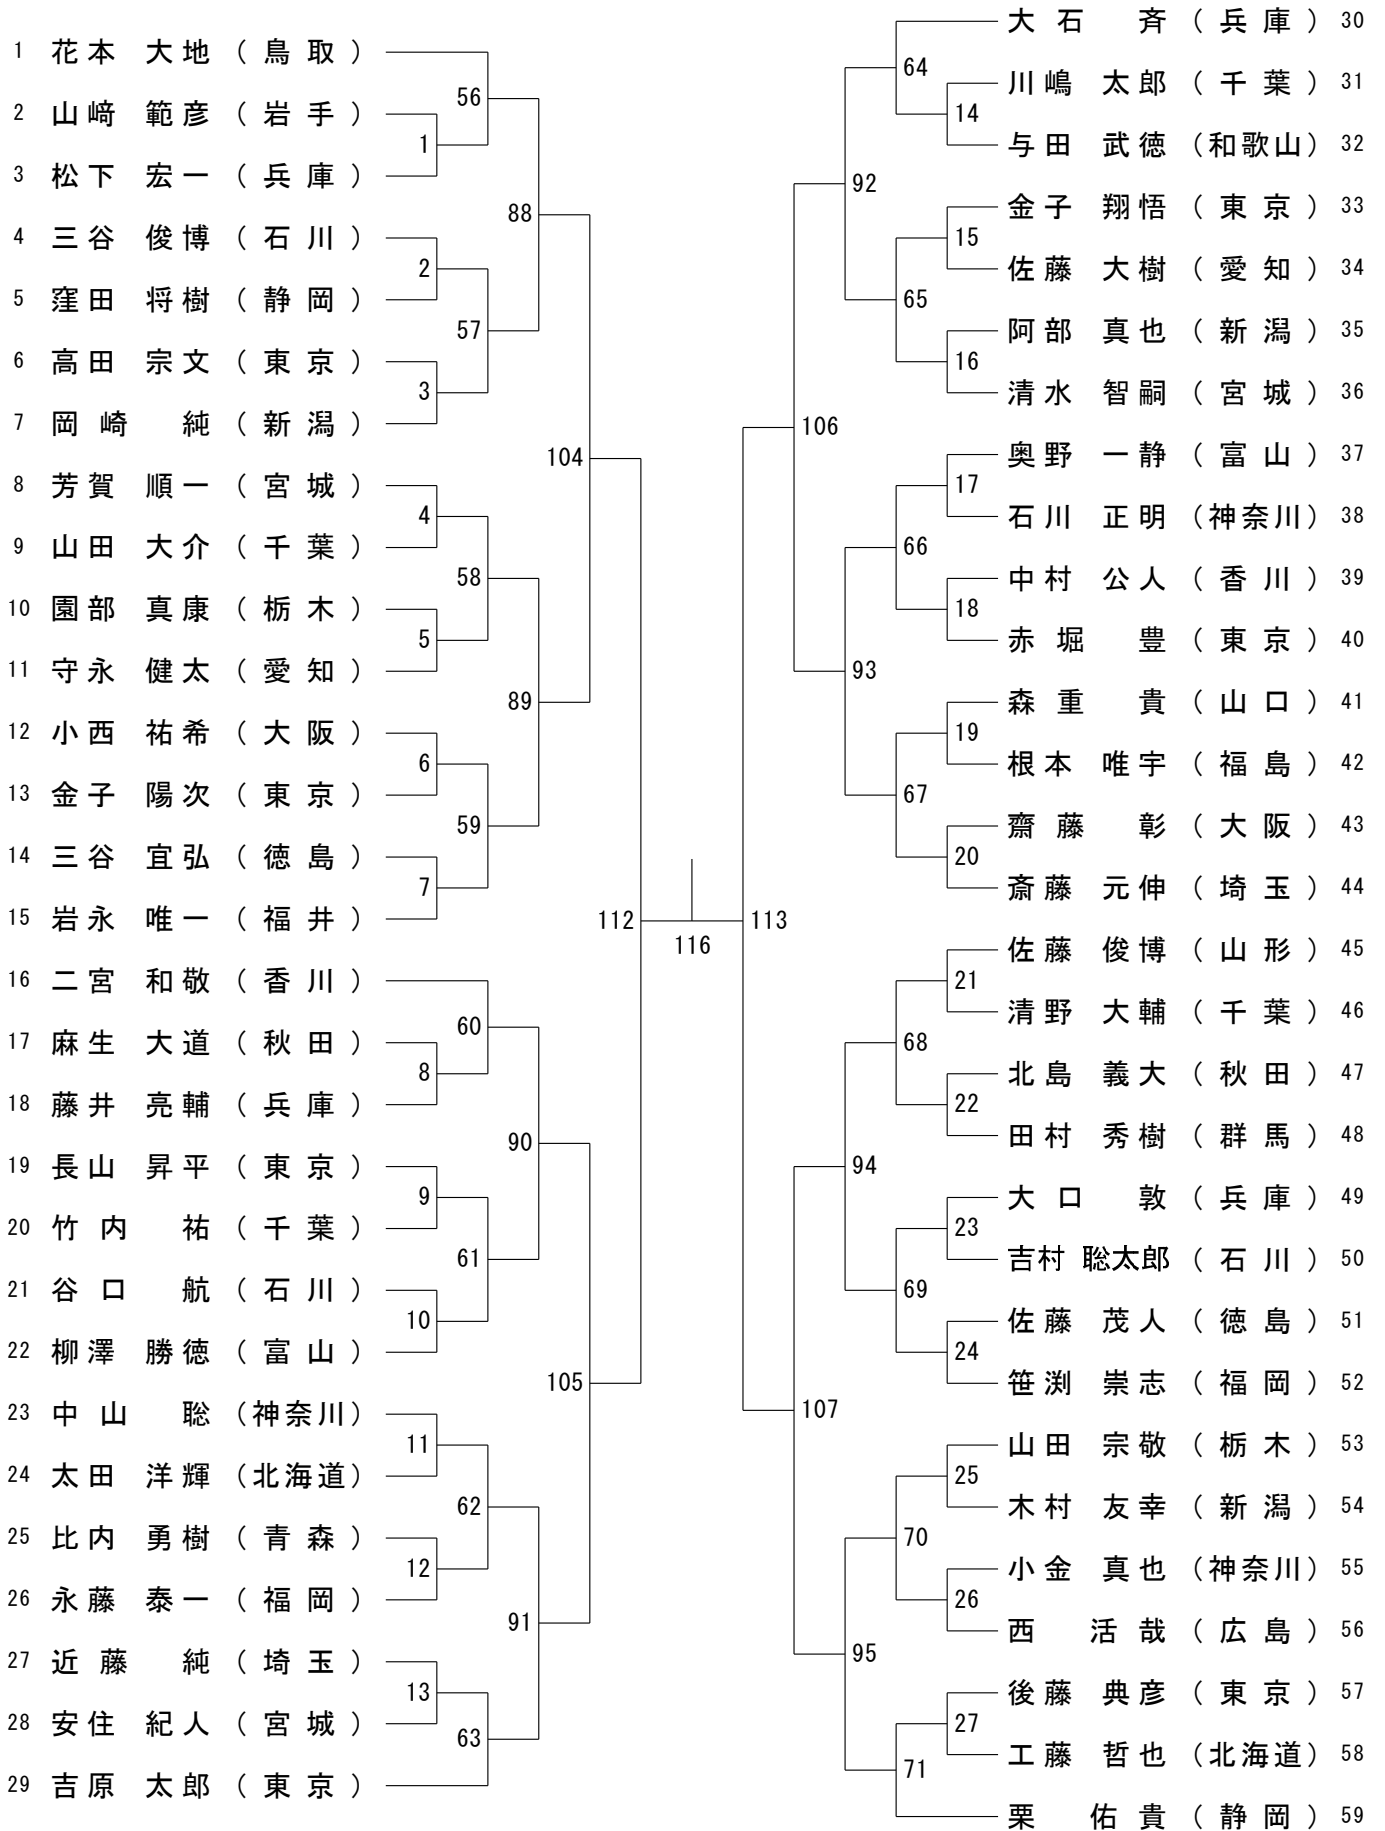 1 花本 大地 （ 鳥 取 ）
2 山﨑 範彦 （ 岩 手 ）
3 松下 宏一 （ 兵 庫 ）
4 三谷 俊博 （ 石 川 ）
5 窪田 将樹 （ 静 岡 ）
6 高田 宗文 （ 東 京 ）
7 岡崎 純 （ 新 潟 ）
8 芳賀 順一 （ 宮 城 ）
9 山田 大介 （ 千 葉 ）
10 園部 真康 （ 栃 木 ）
11 守永 健太 （ 愛 知 ）
12 小西 祐希 （ 大 阪 ）
13 金子 陽次 （ 東 京 ）
14 三谷 宜弘 （ 徳 島 ）
15 岩永 唯一 （ 福 井 ）
16 二宮 和敬 （ 香 川 ）
17 麻生 大道 （ 秋 田 ）
18 藤井 亮輔 （ 兵 庫 ）
19 長山 昇平 （ 東 京 ）
20 竹内 祐 （ 千 葉 ）
21 谷口 航 （ 石 川 ）
22 柳澤 勝徳 （ 富 山 ）
23 中山 聡 （神奈川）
24 太田 洋輝 （北海道）
25 比内 勇樹 （ 青 森 ）
26 永藤 泰一 （ 福 岡 ）
27 近藤 純 （ 埼 玉 ）
28 安住 紀人 （ 宮 城 ）
29 吉原 太郎 （ 東 京 ）
1
2
3
4
5
6
7
8
9
10
11
12
13
56
57
58
59
60
61
62
63
88
89
90
91
104
105
112
116
113
106
107
92
93
94
95
64
65
66
67
68
69
70
71
14
15
16
17
18
19
20
21
22
23
24
25
26
27
大石 斉 （ 兵 庫 ） 30
川嶋 太郎 （ 千 葉 ） 31
与田 武徳 （和歌山） 32
金子 翔悟 （ 東 京 ） 33
佐藤 大樹 （ 愛 知 ） 34
阿部 真也 （ 新 潟 ） 35
清水 智嗣 （ 宮 城 ） 36
奥野 一静 （ 富 山 ） 37
石川 正明 （神奈川） 38
中村 公人 （ 香 川 ） 39
赤堀 豊 （ 東 京 ） 40
森重 貴 （ 山 口 ） 41
根本 唯宇 （ 福 島 ） 42
齋藤 彰 （ 大 阪 ） 43
斎藤 元伸 （ 埼 玉 ） 44
佐藤 俊博 （ 山 形 ） 45
清野 大輔 （ 千 葉 ） 46
北島 義大 （ 秋 田 ） 47
田村 秀樹 （ 群 馬 ） 48
大口 敦 （ 兵 庫 ） 49
吉村 聡太郎 （ 石 川 ） 50
佐藤 茂人 （ 徳 島 ） 51
笹渕 崇志 （ 福 岡 ） 52
山田 宗敬 （ 栃 木 ） 53
木村 友幸 （ 新 潟 ） 54
小金 真也 （神奈川） 55
西 活哉 （ 広 島 ） 56
後藤 典彦 （ 東 京 ） 57
工藤 哲也 （北海道） 58
栗 佑貴 （ 静 岡 ） 59